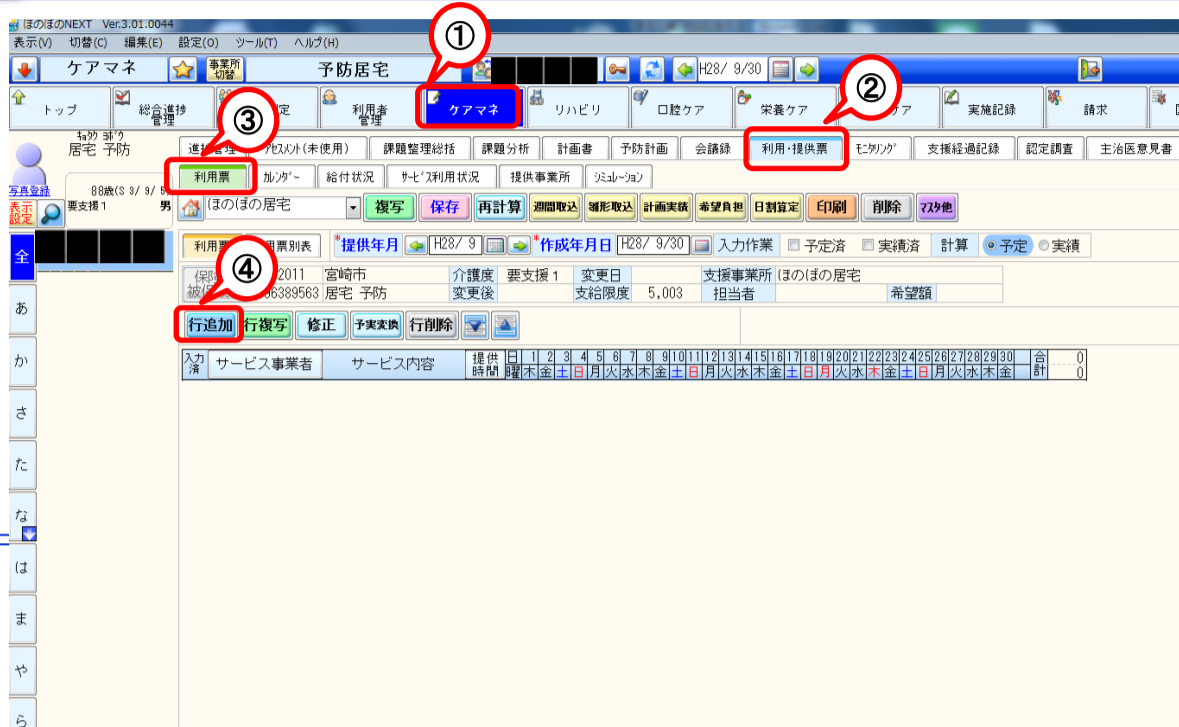 ほのぼのNEXT Ver.3.01.0044
表示(V) 切替(C) 編集(E) 設定(O) ツール(T) ヘルプ(H)
①
ケアマネ 事業所切替 予防居宅 H28/ 9/30
②
トップ 総合進捗管理 定 利用者管理 ケアマネ リハビリ 口腔ケア 栄養ケア ケア 実施記録 請求
③
居宅 予防
進捗管理 ｱｾｽﾒﾝﾄ(未使用) 課題整理総括 課題分析 計画書 予防計画 会議録 利用・提供票 ﾓﾆﾀﾘﾝｸﾞ 支援経過記録 認定調査 主治医意見書
写真登録 88歳(S 3/ 9/ 5)
利用票 ｶﾚﾝﾀﾞｰ 給付状況 ｻｰﾋﾞｽ利用状況 提供事業所 ｼﾐｭﾚｰｼｮﾝ
表示設定 要支援1 男
ほのぼの居宅 複写 保存 再計算 週間取込 雛形取込 計画実績 希望負担 日割算定 印刷 削除 ﾏｽﾀ他
利用票 用票別表 *提供年月 H28/ 9 *作成年月日 H28/ 9/30 入力作業 予定済 実績済 計算 予定 実績
④
保険 2011 宮崎市 介護度 要支援1 変更日 支援事業所 ほのぼの居宅
被保 96389563 居宅 予防 変更後 支給限度 5,003 担当者 希望額
行追加 行複写 修正 予実変換 行削除
入力済 サービス事業者 サービス内容 提供時間 日 1 2 3 4 5 6 7 8 9 10 11 12 13 14 15 16 17 18 19 20 21 22 23 24 25 26 27 28 29 30 合計 0
曜 木 金 土 日 月 火 水 木 金 土 日 月 火 水 木 金 土 日 月 火 水 木 金 土 日 月 火 水 木 金 0
全
あ
か
さ
た
な
は
ま
や
ら